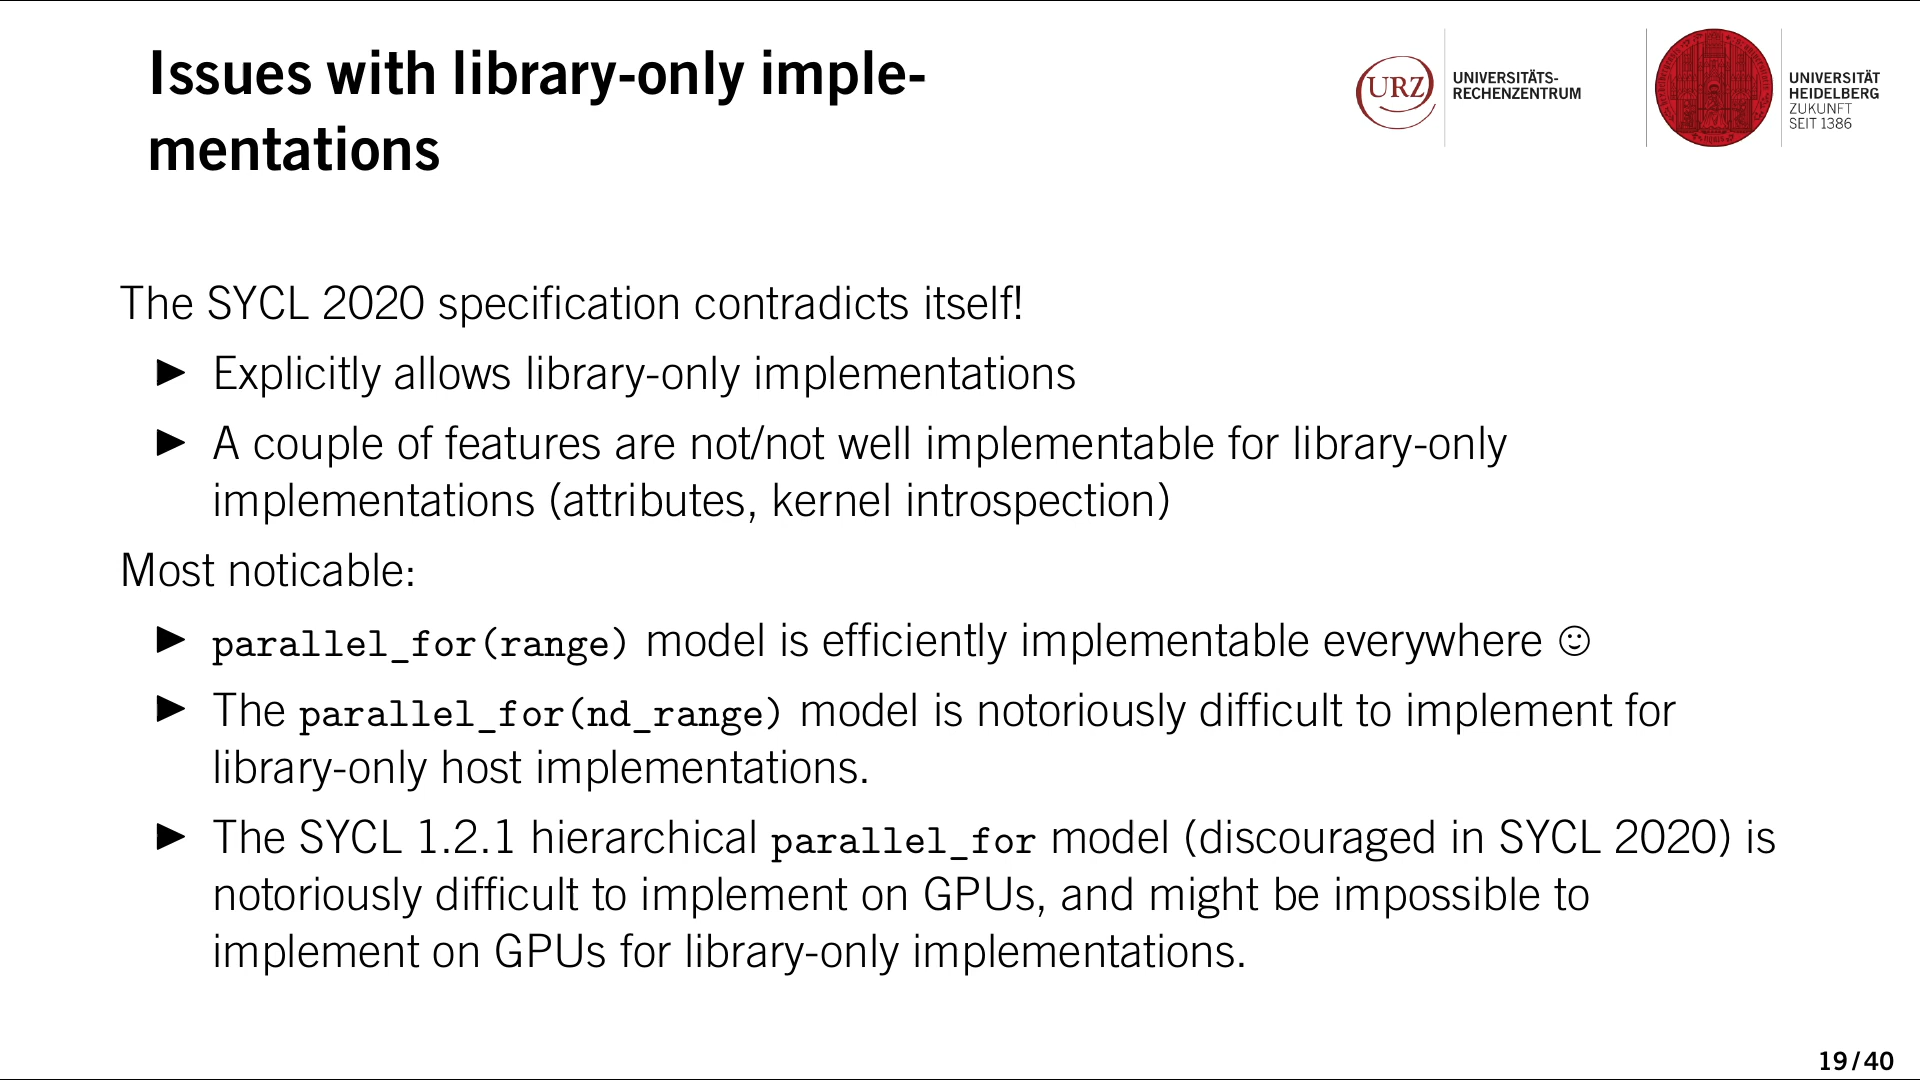 Issues with library-only imple-
mentations
URZ
UNIVERSITÄTS-
RECHENZENTRUM
UNIVERSITÄT
HEIDELBERG
ZUKUNFT
SEIT 1386
The SYCL 2020 specification contradicts itself!
▶ Explicitly allows library-only implementations
▶ A couple of features are not/not well implementable for library-only
implementations (attributes, kernel introspection)
Most noticable:
▶ parallel_for(range) model is efficiently implementable everywhere ☺
▶ The parallel_for(nd_range) model is notoriously difficult to implement for
library-only host implementations.
▶ The SYCL 1.2.1 hierarchical parallel_for model (discouraged in SYCL 2020) is
notoriously difficult to implement on GPUs, and might be impossible to
implement on GPUs for library-only implementations.
19/40